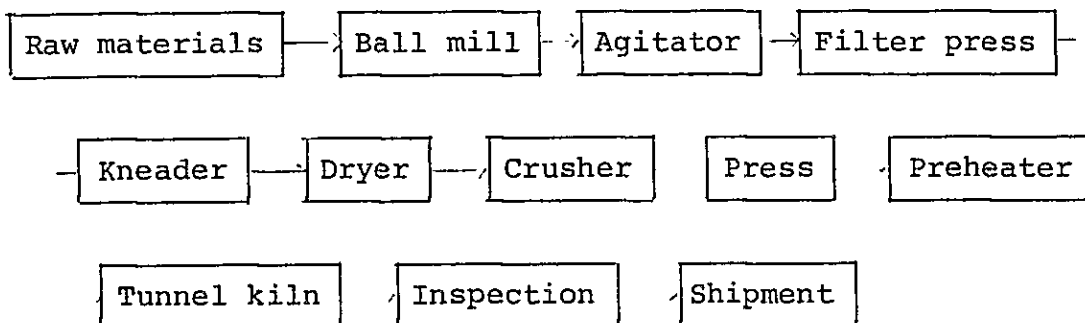 Raw materials Ball mill Agitator Filter press
Kneader Dryer Crusher Press Preheater
Tunnel kiln Inspection Shipment